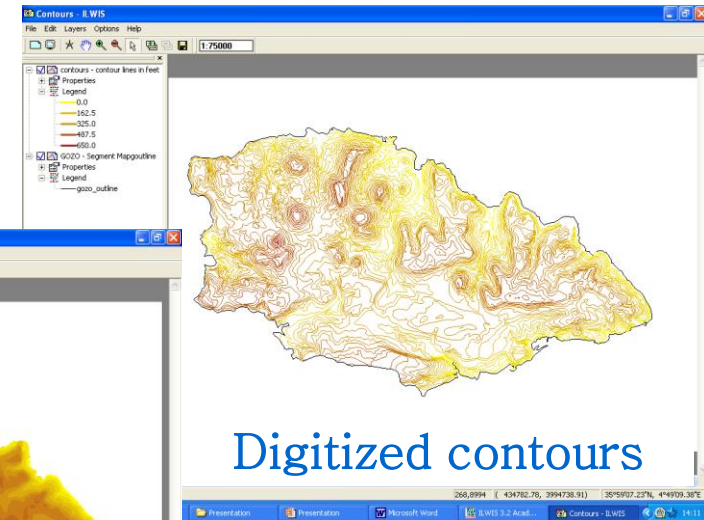 Contours - ILWIS
File Edit Layers Options Help
1:75000
contours - contour lines in feet
Properties
Legend
0.0
162.5
325.0
487.5
650.0
GOZO - Segment Mapgoutline
Properties
Legend
gozo_outline
Digitized contours
268,8994 ( 434782.78, 3994738.91) 35°59'07.23"N, 4°49'09.38"E
Presentation Presentation Microsoft Word ILWIS 3.2 Acad... Contours - ILWIS 14:11